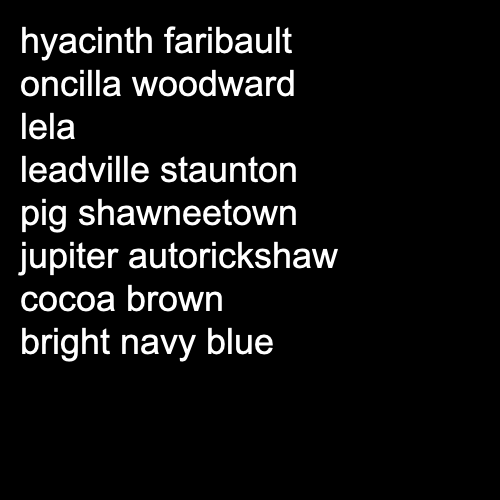 hyacinth faribault
oncilla woodward
lela
leadville staunton
pig shawneetown
jupiter autorickshaw
cocoa brown
bright navy blue